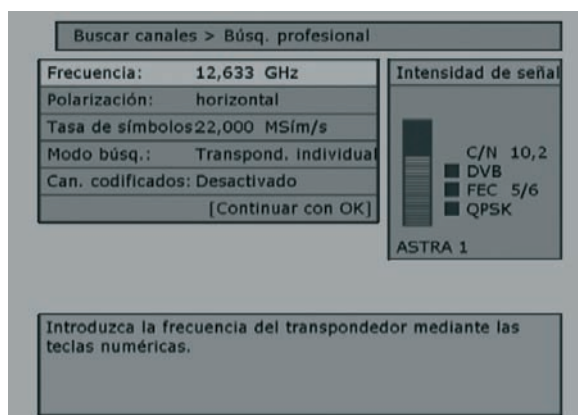 Buscar canales > Búsq. profesional
Frecuencia: 12,633 GHz
Polarización: horizontal
Tasa de símbolos22,000 MSím/s
Modo búsq.: Transpond. individual
Can. codificados: Desactivado
[Continuar con OK]
Intensidad de señal
C/N 10,2
DVB
FEC 5/6
QPSK
ASTRA 1
Introduzca la frecuencia del transpondedor mediante las
teclas numéricas.